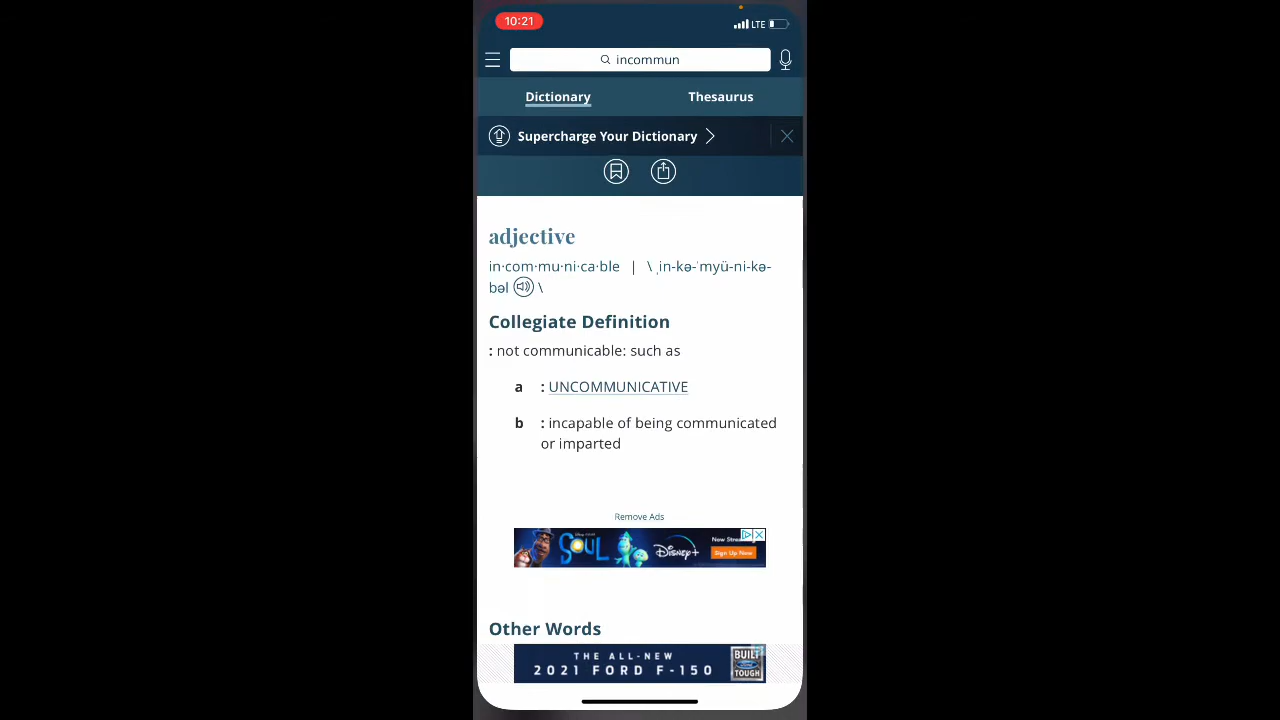 10:21
LTE
incommun
Dictionary
Thesaurus
Supercharge Your Dictionary
adjective
in·com·mu·ni·ca·ble | \ ˌin-kə-ˈmyü-ni-kə-
bəl \
Collegiate Definition
: not communicable: such as
a : UNCOMMUNICATIVE
b : incapable of being communicated
or imparted
Remove Ads
SOUL
Disney+
Now
Sign Up Now
Other Words
THE ALL-NEW
2021 FORD F-150
BUILT
Ford
TOUGH